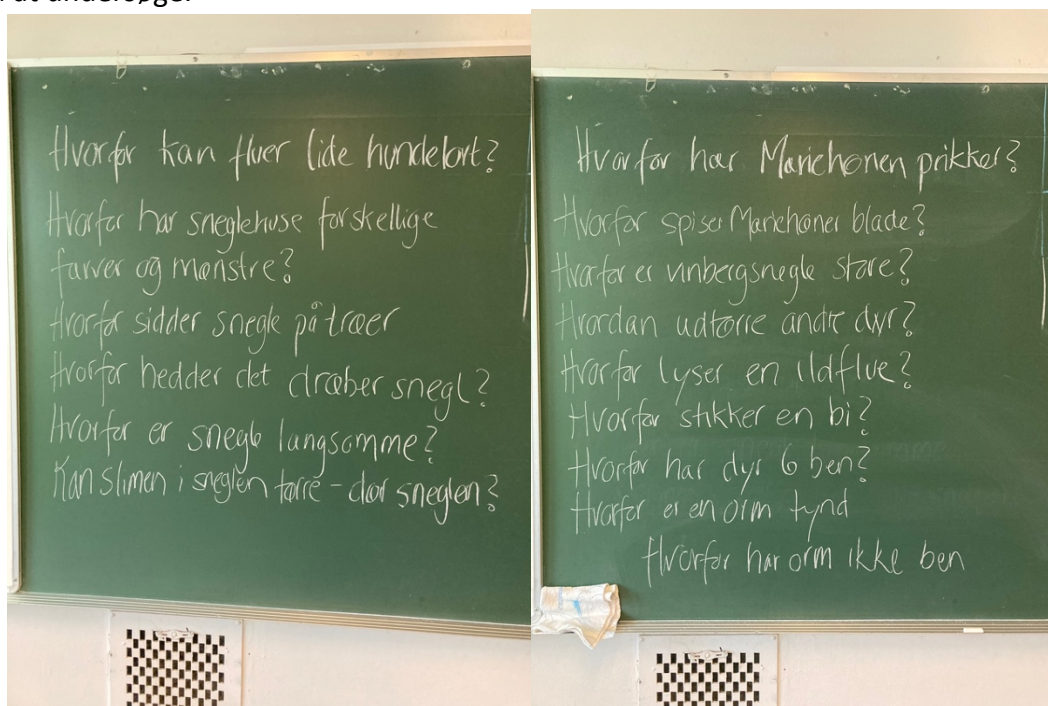 at undersøge.
Hvorfor kan fluer lide hundelort?
Hvorfor har sneglehuse forskellige
farver og mønstre?
Hvorfor sidder snegle på træer
Hvorfor hedder det dræber snegl?
Hvorfor er snegle langsomme?
Kan slimen i sneglen tørre - dør sneglen?
Hvorfor har Mariehønen prikker?
Hvorfor spiser Mariehøner blade?
Hvorfor er vinbergsnegle store?
Hvordan udtørre andre dyr?
Hvorfor lyser en ildflue?
Hvorfor stikker en bi?
Hvorfor har dyr 6 ben?
Hvorfor er en orm tynd
Hvorfor har orm ikke ben